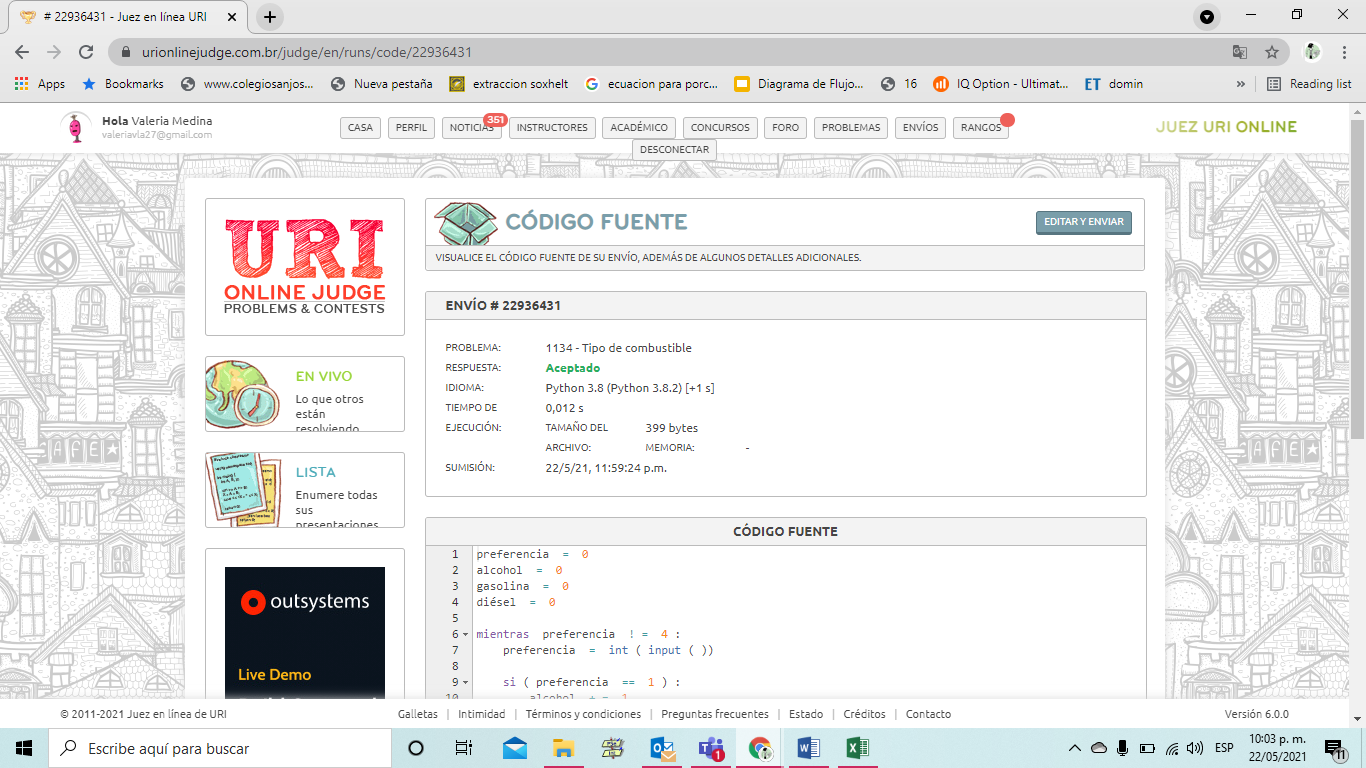 # 22936431 - Juez en línea URI
urionlinejudge.com.br/judge/en/runs/code/22936431
Apps Bookmarks www.colegiosanjos... Nueva pestaña extraccion soxhelt ecuacion para porc... Diagrama de Flujo... 16 IQ Option - Ultimat... ET domin » Reading list
Hola Valeria Medina
valeriavla27@gmail.com
CASA PERFIL NOTICIAS 351 INSTRUCTORES ACADÉMICO CONCURSOS FORO PROBLEMAS ENVÍOS RANGOS
DESCONECTAR
JUEZ URI ONLINE
URI
ONLINE JUDGE
PROBLEMS & CONTESTS
CÓDIGO FUENTE
EDITAR Y ENVIAR
VISUALICE EL CÓDIGO FUENTE DE SU ENVÍO, ADEMÁS DE ALGUNOS DETALLES ADICIONALES.
EN VIVO
Lo que otros
están
resolviendo
LISTA
Enumere todas
sus
presentaciones
outsystems
Live Demo
ENVÍO # 22936431
PROBLEMA: 1134 - Tipo de combustible
RESPUESTA: Aceptado
IDIOMA: Python 3.8 (Python 3.8.2) [+1 s]
TIEMPO DE 0,012 s
EJECUCIÓN: TAMAÑO DEL 399 bytes
ARCHIVO: MEMORIA: -
SUMISIÓN: 22/5/21, 11:59:24 p.m.
CÓDIGO FUENTE
1 preferencia = 0
2 alcohol = 0
3 gasolina = 0
4 diésel = 0
5
6 mientras preferencia ! = 4 :
7 preferencia = int ( input ( ))
8
9 si ( preferencia == 1 ) :
10 alcohol + = 1
© 2011-2021 Juez en línea de URI
Galletas | Intimidad | Términos y condiciones | Preguntas frecuentes | Estado | Créditos | Contacto
Versión 6.0.0
Escribe aquí para buscar
1
ESP
10:03 p. m.
22/05/2021
11